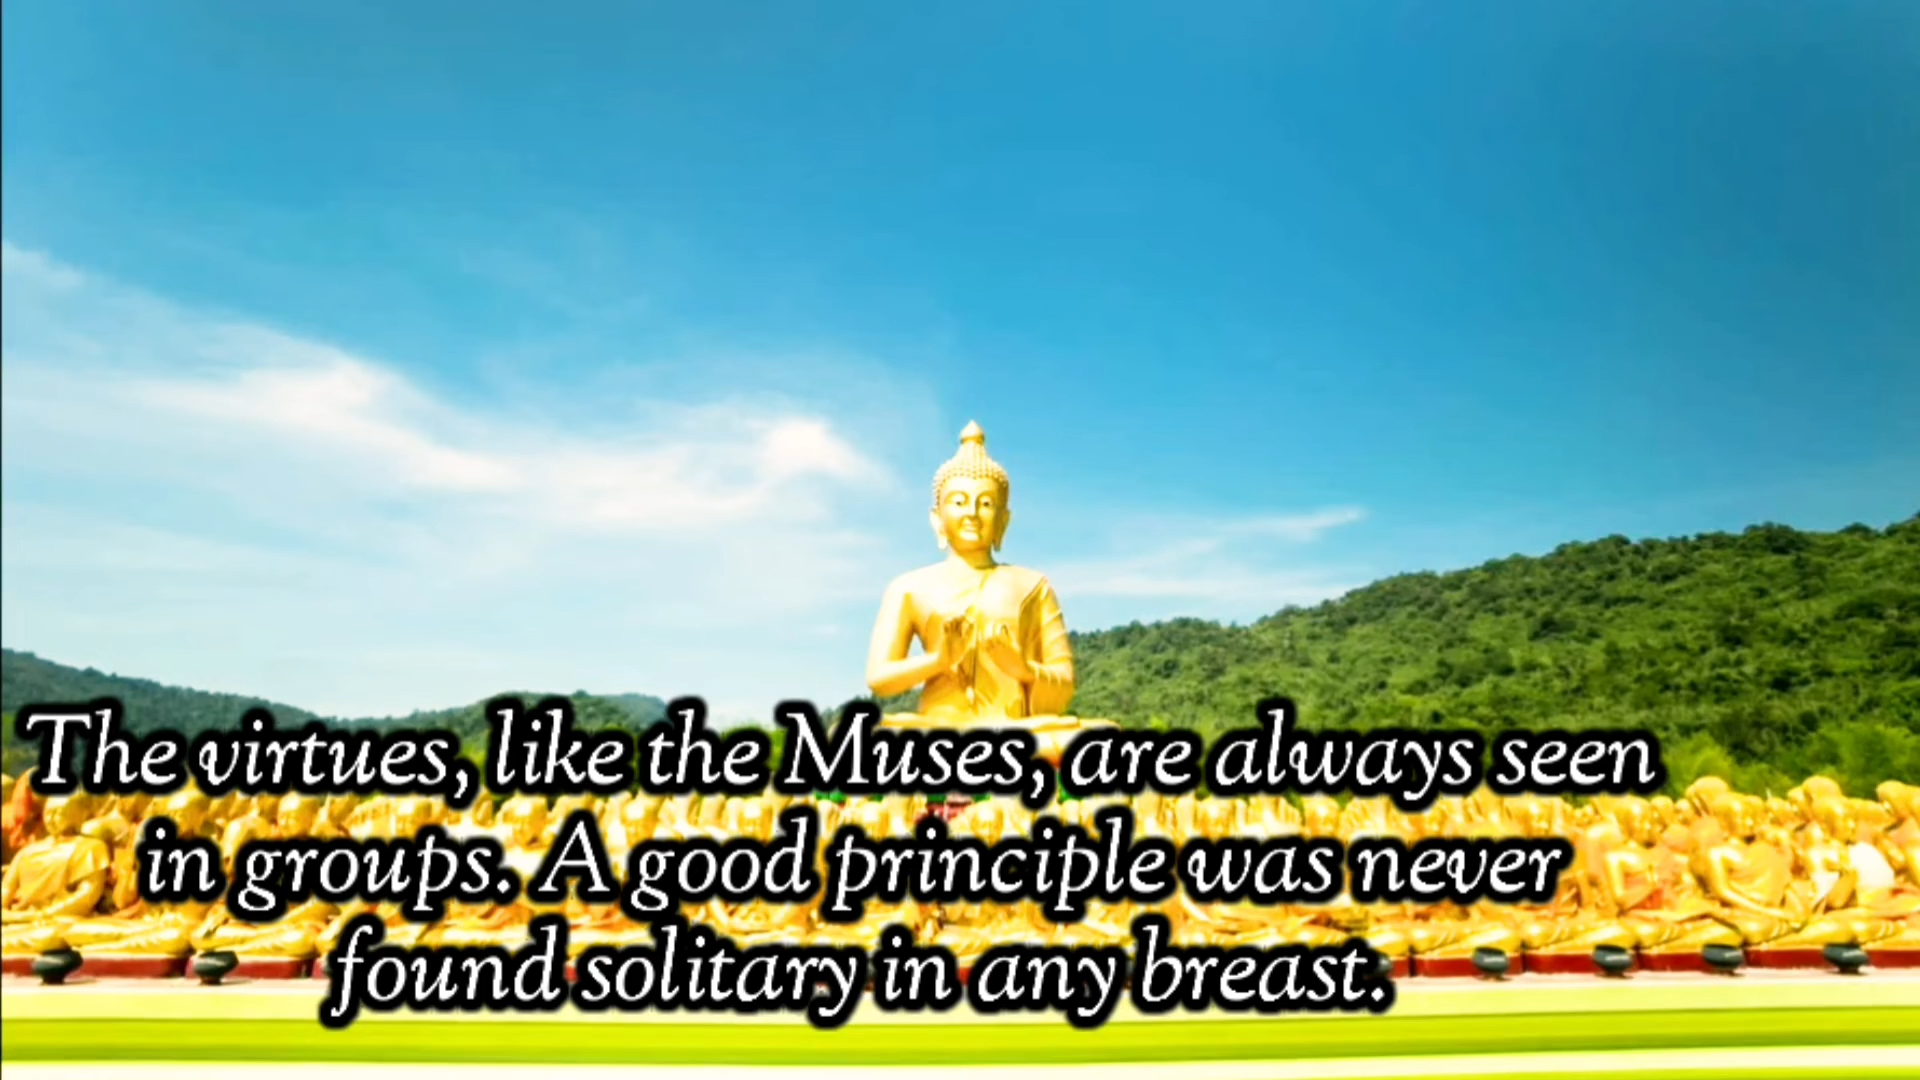 The virtues, like the Muses, are always seen
in groups. A good principle was never
found solitary in any breast.